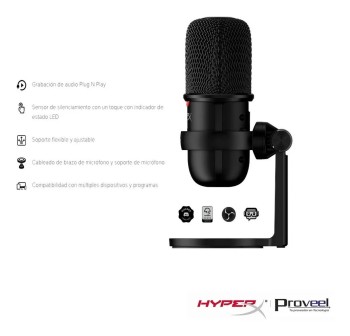 Grabación de audio Plug N Play
Sensor de silenciamiento con un toque con indicador de
estado LED
Soporte flexible y ajustable
Cableado de brazo de micrófono y soporte de micrófono
Compatibilidad con múltiples dispositivos y programas
HYPERX
Proveel